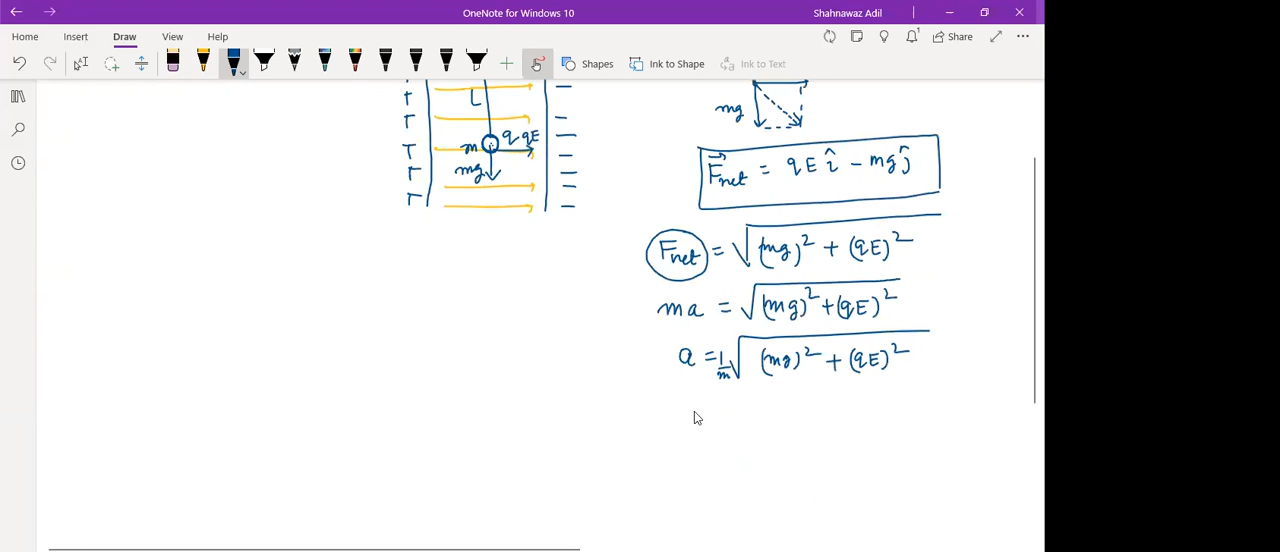 OneNote for Windows 10
Shahnawaz Adil
Home Insert Draw View Help
Share
Shapes
Ink to Shape
Ink to Text
L
m
q qE
mg
mg
F⃗net = qE î − mg ĵ
Fnet = √((mg)² + (qE)²)
ma = √((mg)² + (qE)²)
a = 1/m √((mg)² + (qE)²)